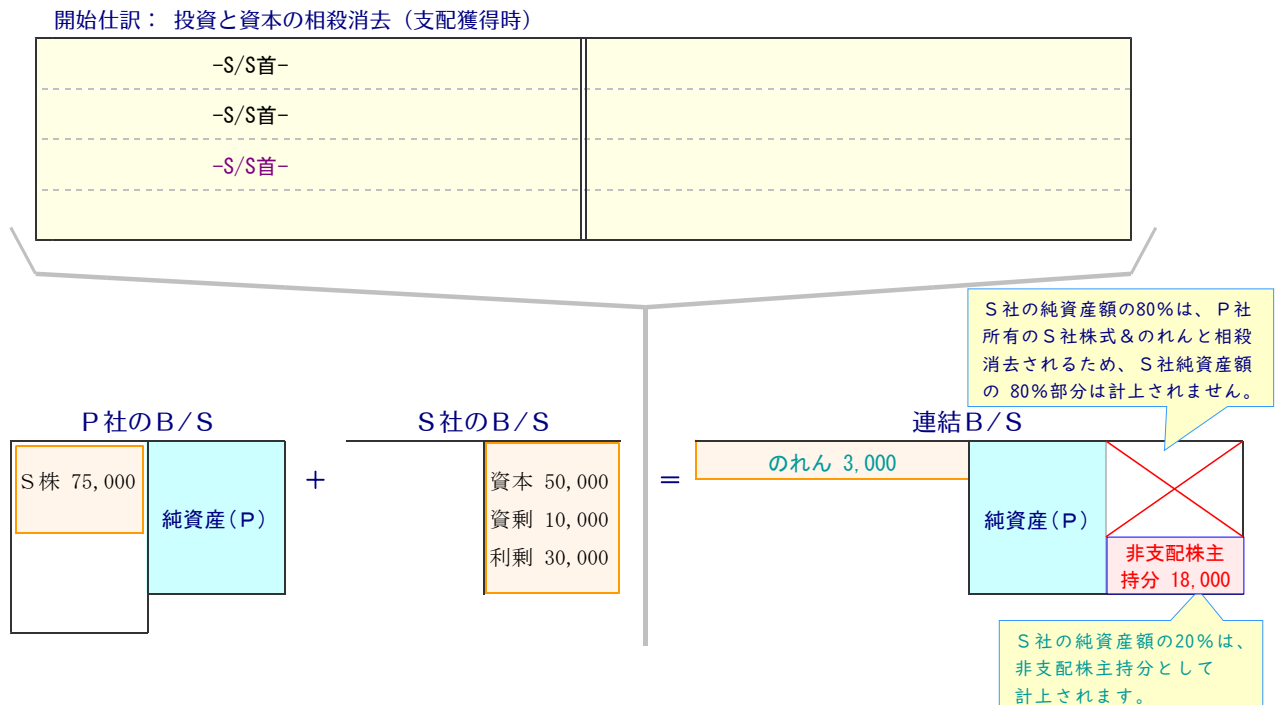 開始仕訳： 投資と資本の相殺消去（支配獲得時）
-S/S首-
-S/S首-
-S/S首-
Ｓ社の純資産額の80％は、Ｐ社
所有のＳ社株式＆のれんと相殺
消去されるため、Ｓ社純資産額
の 80％部分は計上されません。
Ｐ社のＢ／Ｓ
Ｓ社のＢ／Ｓ
連結Ｂ／Ｓ
Ｓ株 75,000
純資産（Ｐ）
＋
資本 50,000
資剰 10,000
利剰 30,000
＝
のれん 3,000
純資産（Ｐ）
非支配株主
持分 18,000
Ｓ社の純資産額の20％は、
非支配株主持分として
計上されます。